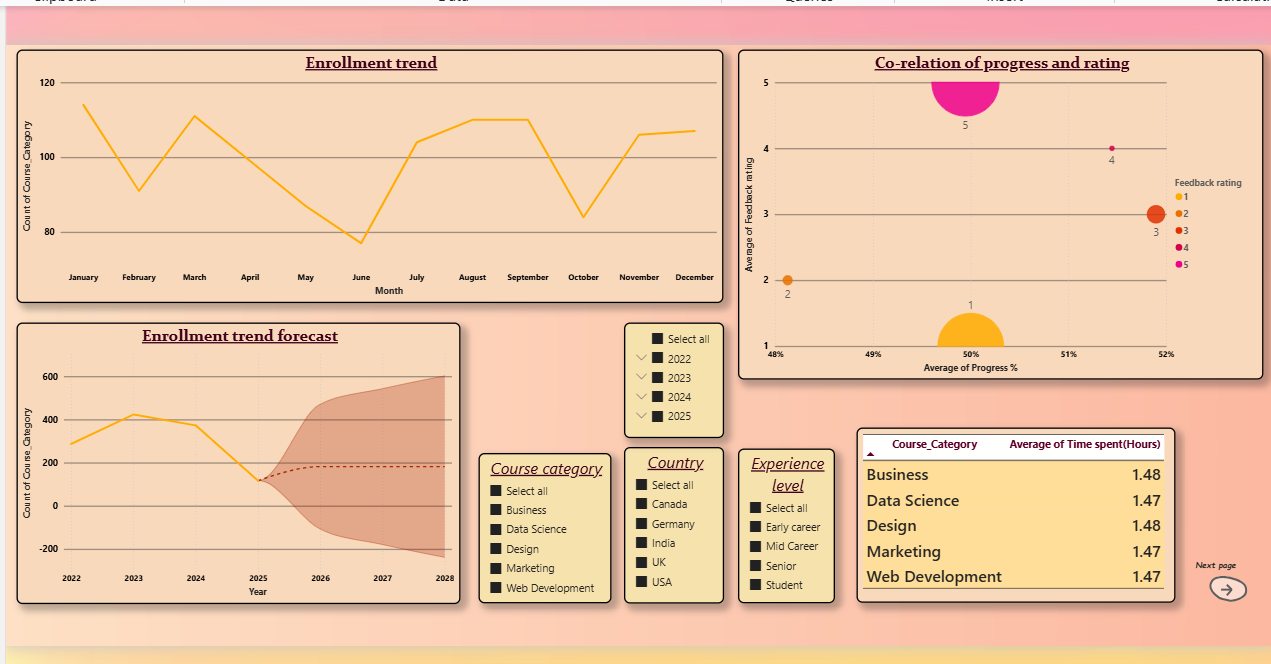 Enrollment trend
120
100
80
Count of Course_Category
January February March April May June July August September October November December
Month
Co-relation of progress and rating
5
4
3
2
1
Average of Feedback rating
5
4
3
2
1
48% 49% 50% 51% 52%
Average of Progress %
Feedback rating
1
2
3
4
5
Enrollment trend forecast
600
400
200
0
-200
Count of Course_Category
2022 2023 2024 2025 2026 2027 2028
Year
Select all
2022
2023
2024
2025
Course category
Select all
Business
Data Science
Design
Marketing
Web Development
Country
Select all
Canada
Germany
India
UK
USA
Experience
level
Select all
Early career
Mid Career
Senior
Student
Course_Category Average of Time spent(Hours)
Business 1.48
Data Science 1.47
Design 1.48
Marketing 1.47
Web Development 1.47
Next page